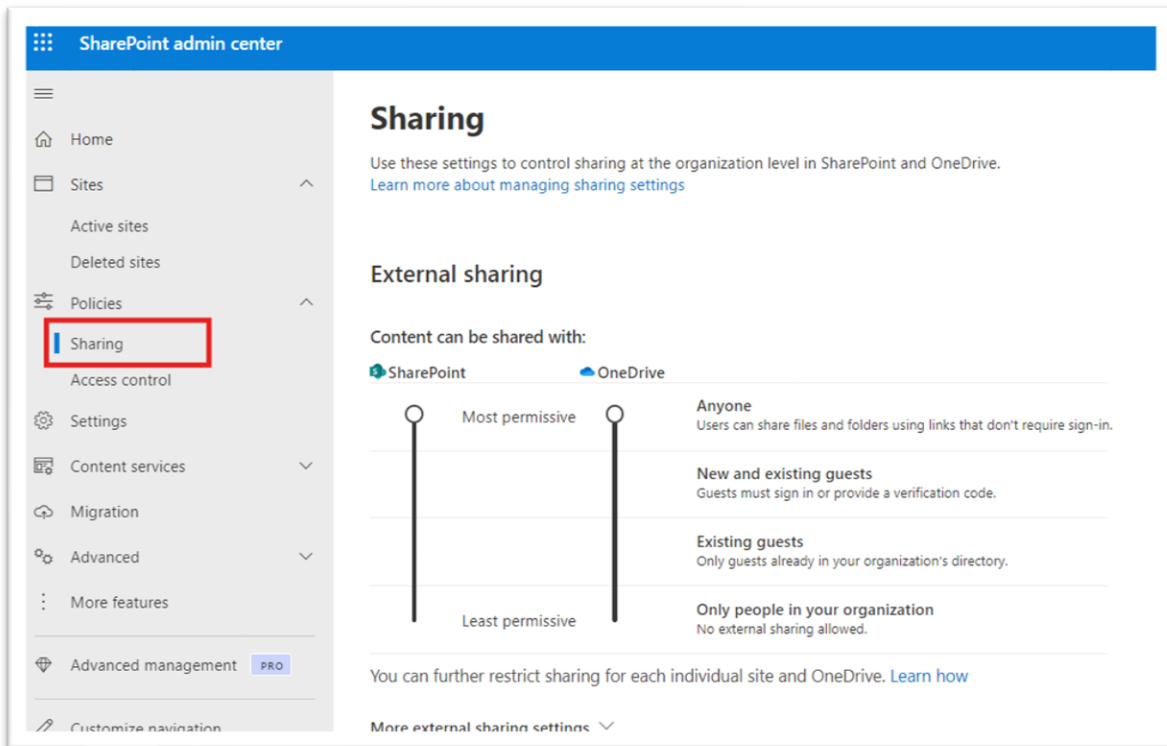 SharePoint admin center
Home
Sites
Active sites
Deleted sites
Policies
Sharing
Access control
Settings
Content services
Migration
Advanced
More features
Advanced management PRO
Customize navigation
Sharing
Use these settings to control sharing at the organization level in SharePoint and OneDrive.
Learn more about managing sharing settings
External sharing
Content can be shared with:
SharePoint OneDrive
Most permissive
Anyone
Users can share files and folders using links that don't require sign-in.
New and existing guests
Guests must sign in or provide a verification code.
Existing guests
Only guests already in your organization's directory.
Least permissive
Only people in your organization
No external sharing allowed.
You can further restrict sharing for each individual site and OneDrive. Learn how
More external sharing settings